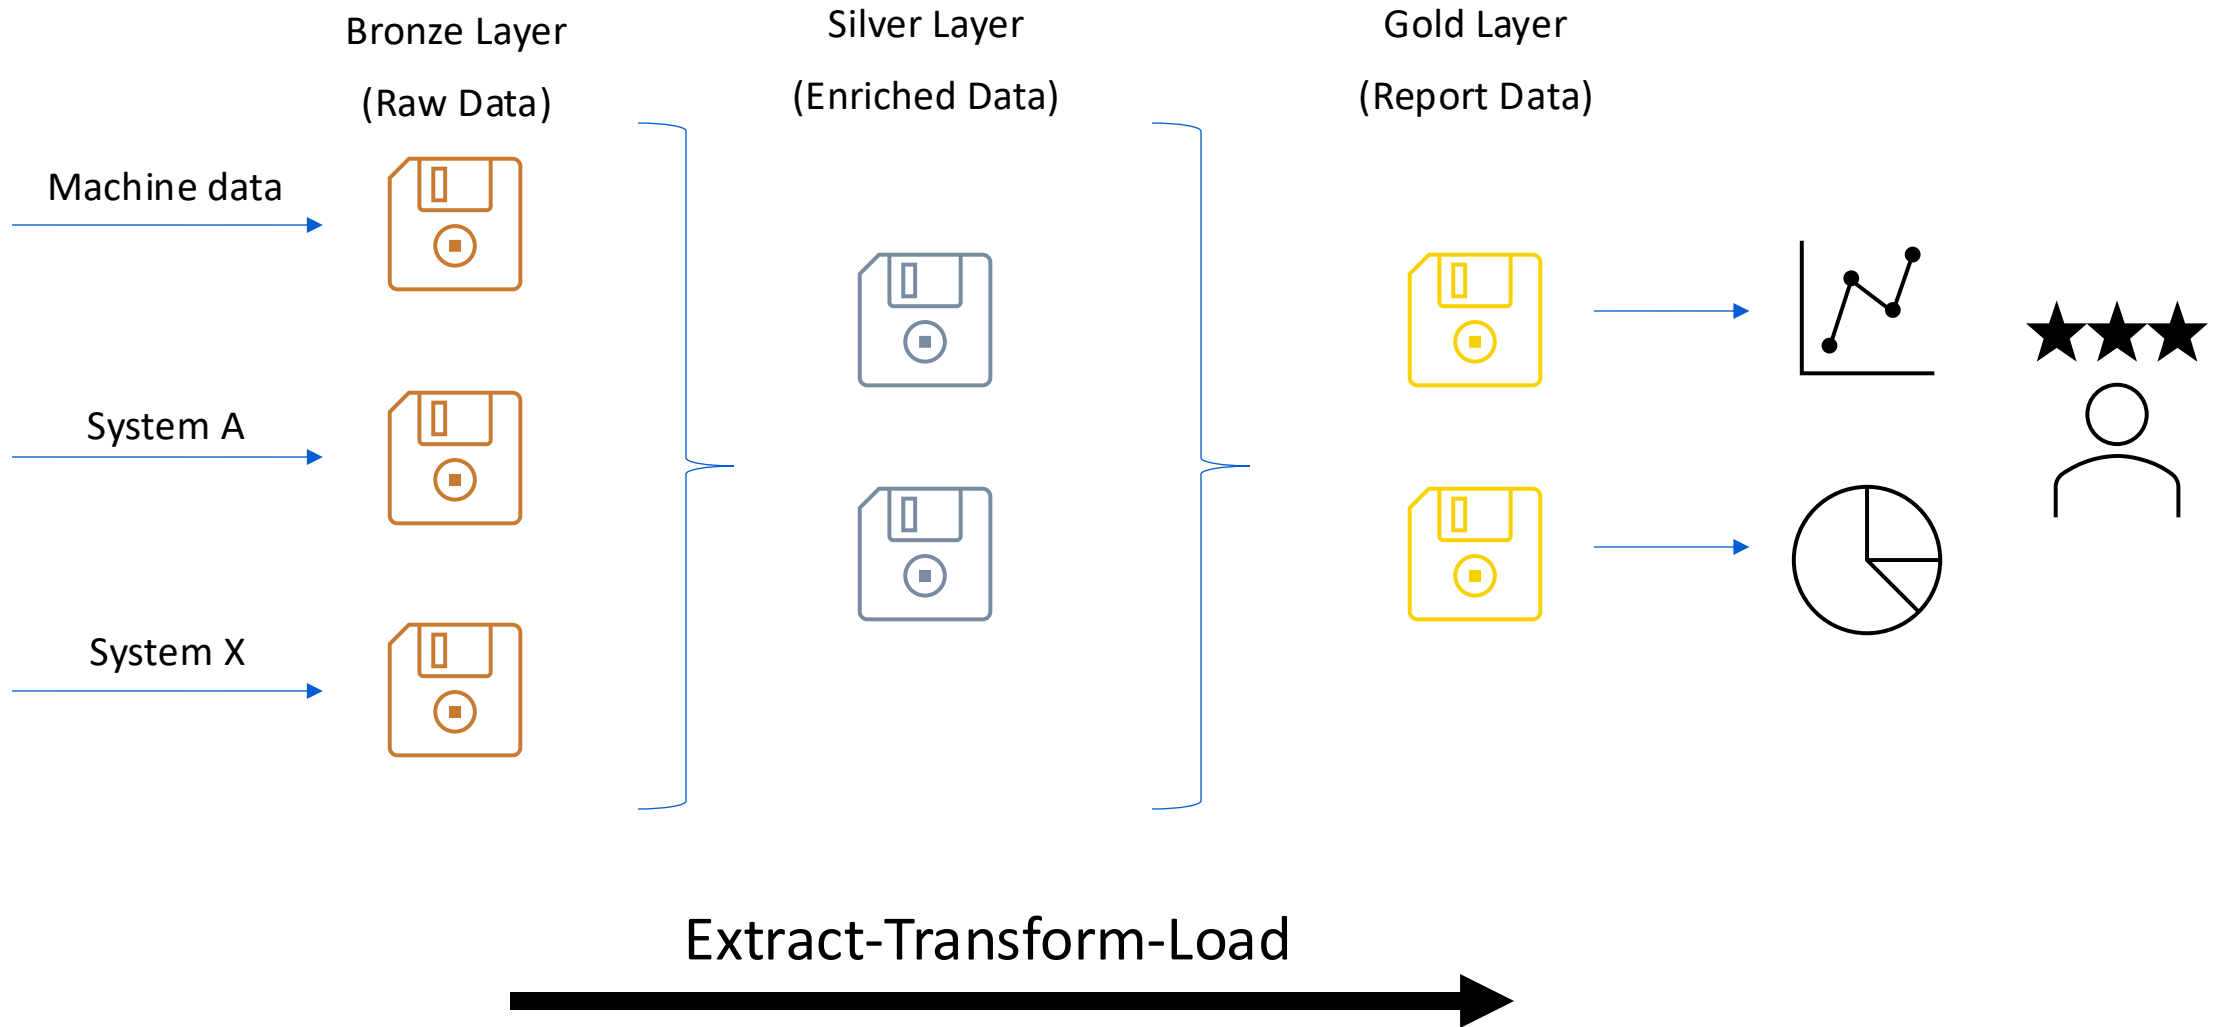 Bronze Layer
(Raw Data)
Silver Layer
(Enriched Data)
Gold Layer
(Report Data)
Machine data
System A
System X
Extract-Transform-Load